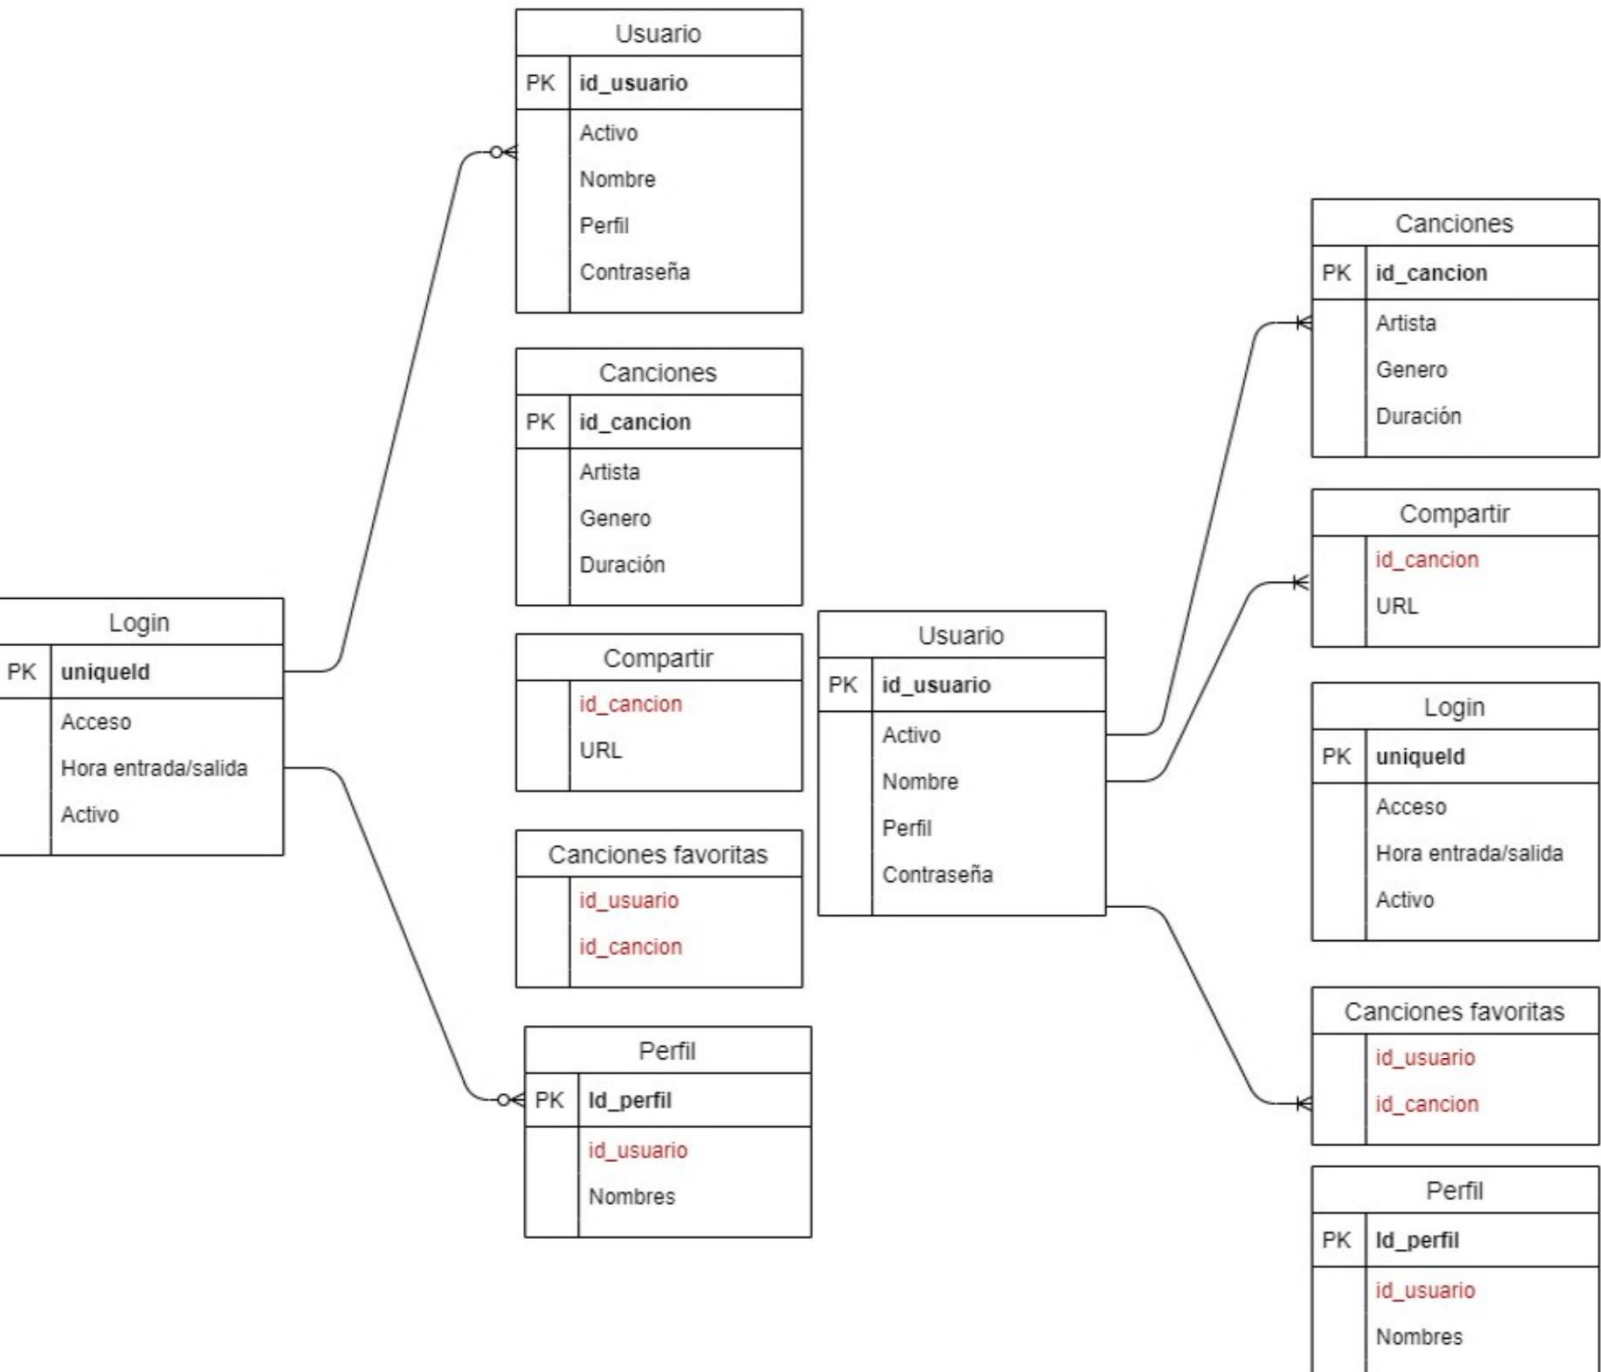 Usuario
PK id_usuario
Activo
Nombre
Perfil
Contraseña
Canciones
PK id_cancion
Artista
Genero
Duración
Compartir
id_cancion
URL
Canciones favoritas
id_usuario
id_cancion
Perfil
PK Id_perfil
id_usuario
Nombres
Login
PK uniqueId
Acceso
Hora entrada/salida
Activo
Usuario
PK id_usuario
Activo
Nombre
Perfil
Contraseña
Canciones
PK id_cancion
Artista
Genero
Duración
Compartir
id_cancion
URL
Login
PK uniqueId
Acceso
Hora entrada/salida
Activo
Canciones favoritas
id_usuario
id_cancion
Perfil
PK Id_perfil
id_usuario
Nombres